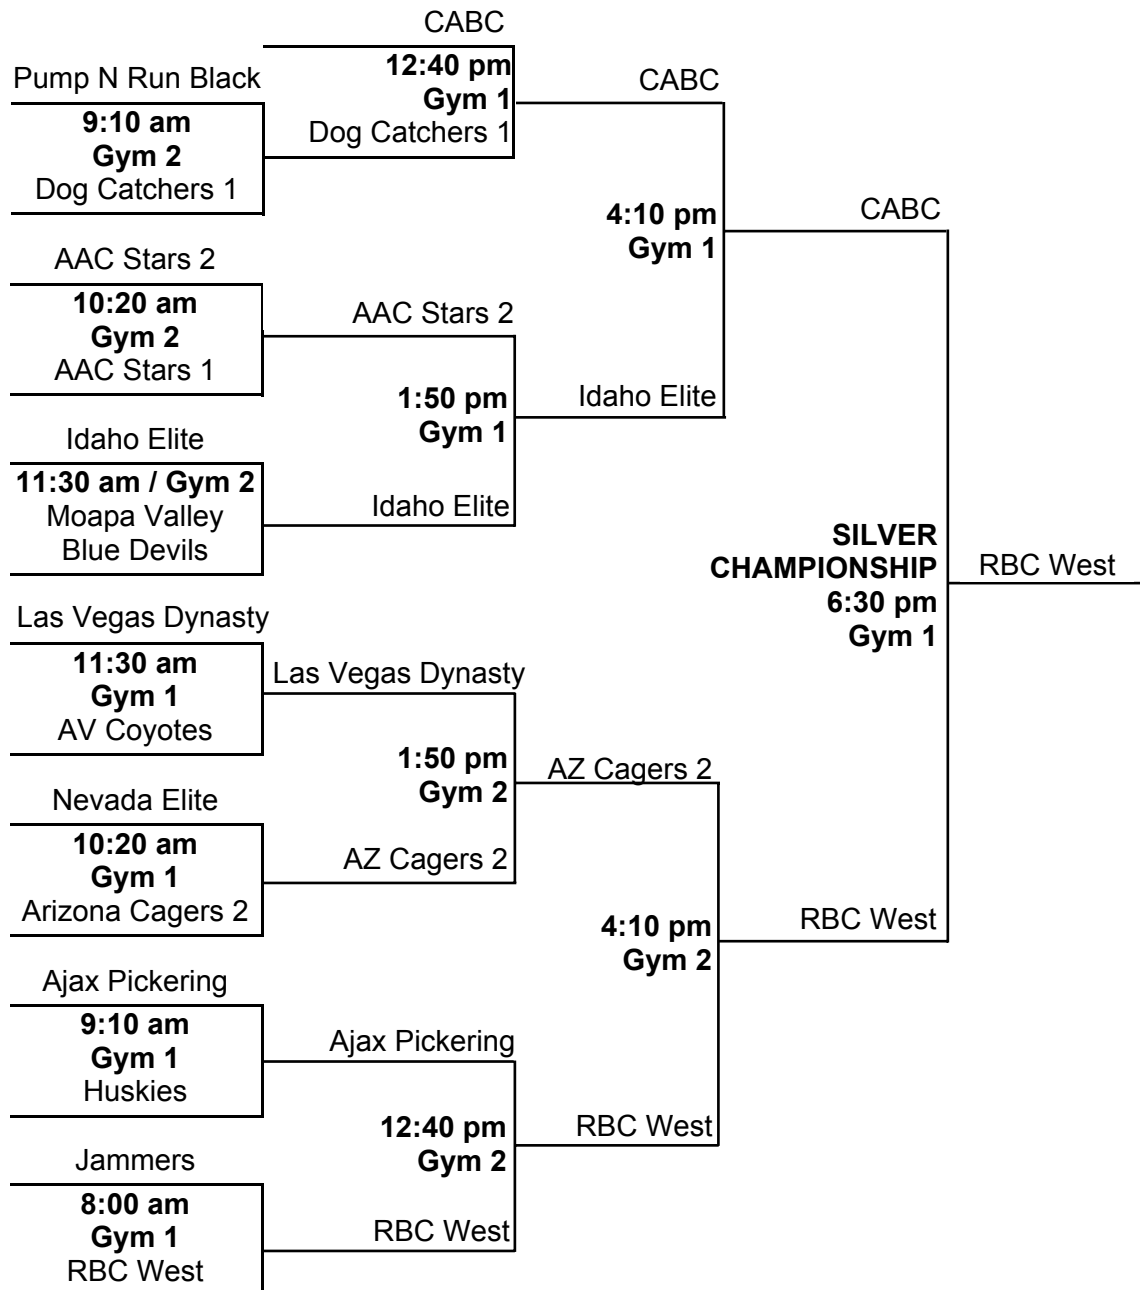 CABC
Pump N Run Black
12:40 pm
Gym 1
Dog Catchers 1
CABC
9:10 am
Gym 2
Dog Catchers 1
4:10 pm
Gym 1
CABC
AAC Stars 2
10:20 am
Gym 2
AAC Stars 1
AAC Stars 2
1:50 pm
Gym 1
Idaho Elite
Idaho Elite
11:30 am / Gym 2
Moapa Valley
Blue Devils
Idaho Elite
SILVER
CHAMPIONSHIP
6:30 pm
Gym 1
RBC West
Las Vegas Dynasty
11:30 am
Gym 1
AV Coyotes
Las Vegas Dynasty
1:50 pm
Gym 2
AZ Cagers 2
Nevada Elite
10:20 am
Gym 1
Arizona Cagers 2
AZ Cagers 2
4:10 pm
Gym 2
RBC West
Ajax Pickering
9:10 am
Gym 1
Huskies
Ajax Pickering
12:40 pm
Gym 2
RBC West
Jammers
8:00 am
Gym 1
RBC West
RBC West